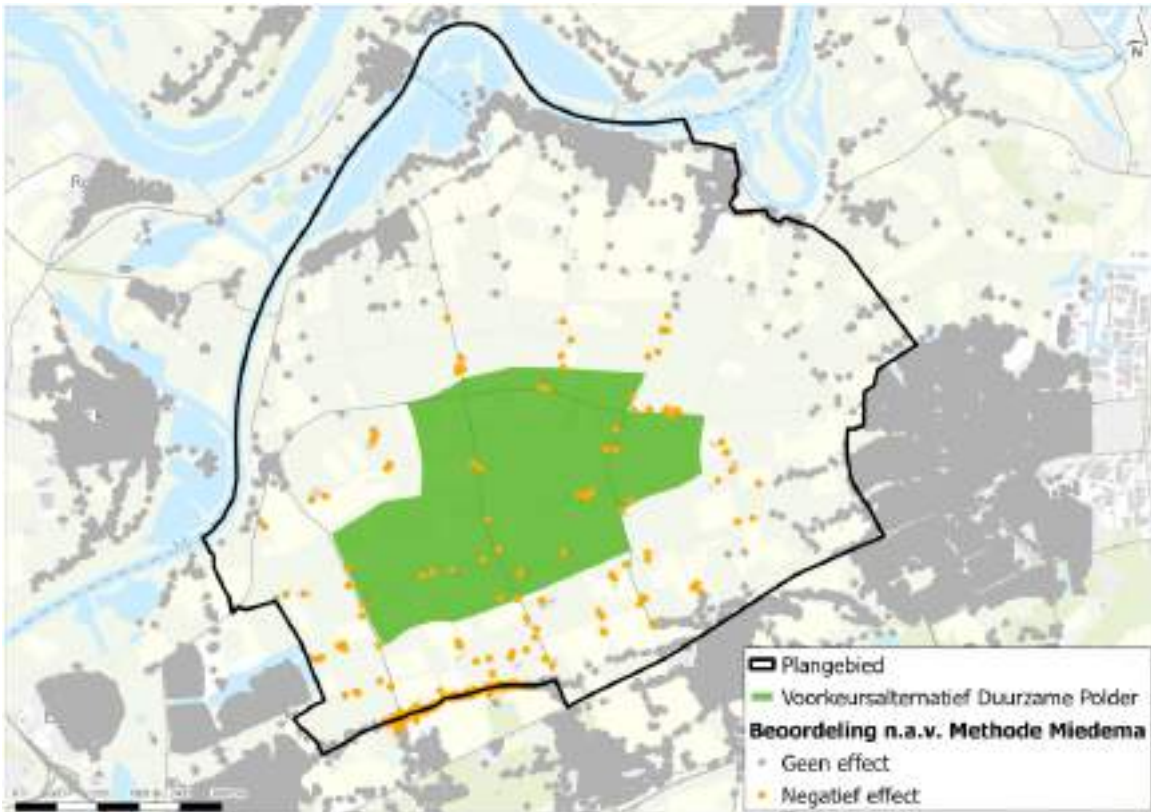 Plangebied
Voorkeursalternatief Duurzame Polder
Beoordeling n.a.v. Methode Miedema
Geen effect
Negatief effect